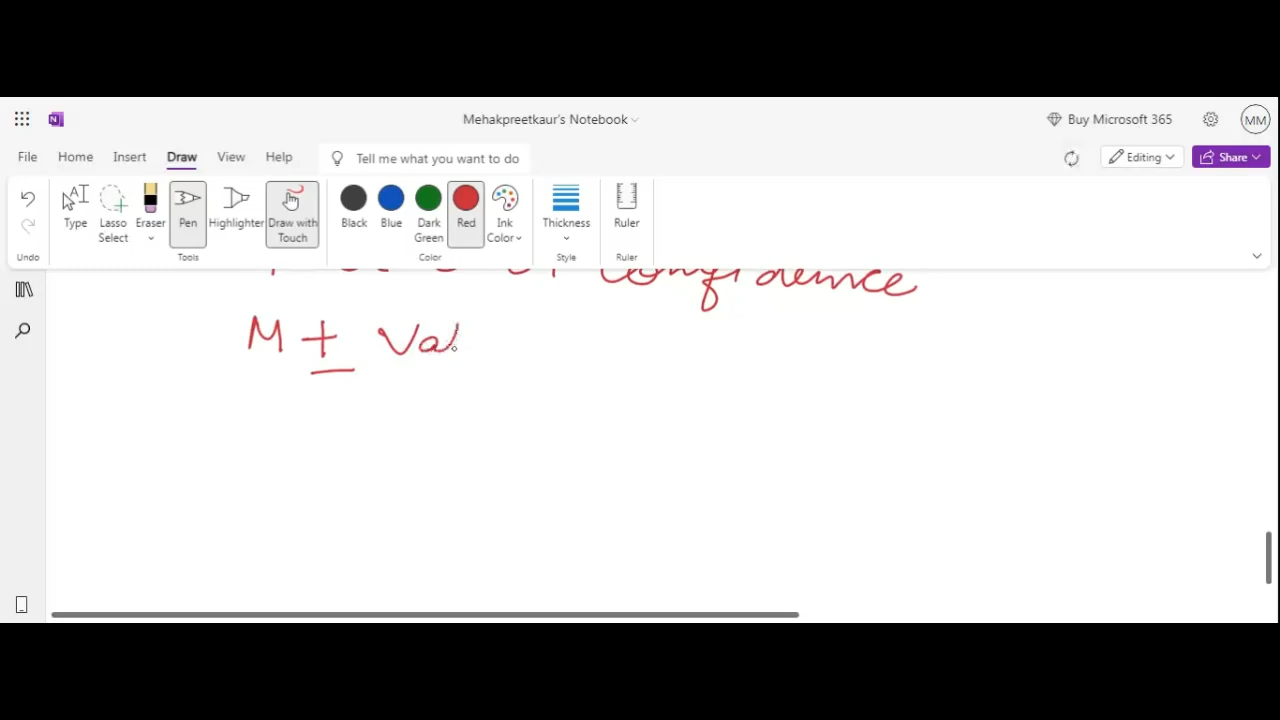 Mehakpreetkaur's Notebook
Buy Microsoft 365
MM
File Home Insert Draw View Help Tell me what you want to do
Editing
Share
Type
Lasso Select
Eraser
Pen
Highlighter
Draw with Touch
Black
Blue
Dark Green
Red
Ink Color
Thickness
Ruler
Undo
Tools
Color
Style
Ruler
confidence
M ± Val